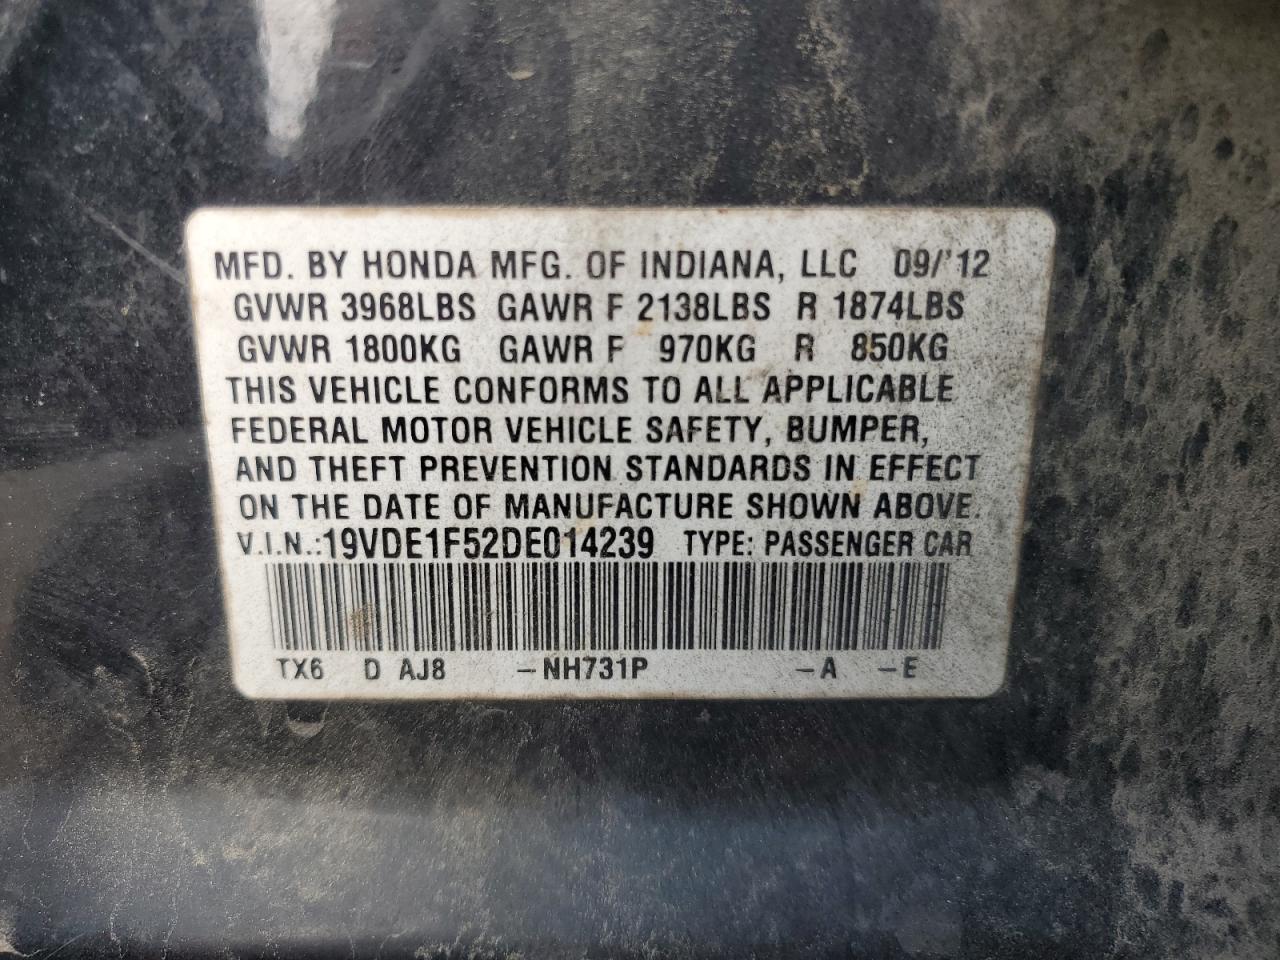 MFD. BY HONDA MFG. OF INDIANA, LLC 09/'12
GVWR 3968LBS GAWR F 2138LBS R 1874LBS
GVWR 1800KG GAWR F 970KG R 850KG
THIS VEHICLE CONFORMS TO ALL APPLICABLE
FEDERAL MOTOR VEHICLE SAFETY, BUMPER,
AND THEFT PREVENTION STANDARDS IN EFFECT
ON THE DATE OF MANUFACTURE SHOWN ABOVE.
V.I.N.:19VDE1F52DE014239 TYPE: PASSENGER CAR
TX6 D AJ8 -NH731P -A -E